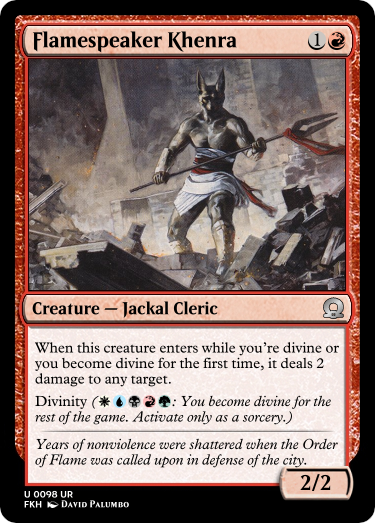 Flamespeaker Khenra 1
Creature — Jackal Cleric
When this creature enters while you're divine or
you become divine for the first time, it deals 2
damage to any target.
Divinity (: You become divine for the
rest of the game. Activate only as a sorcery.)
Years of nonviolence were shattered when the Order
of Flame was called upon in defense of the city.
2/2
U 0098 UR
FKH DAVID PALUMBO